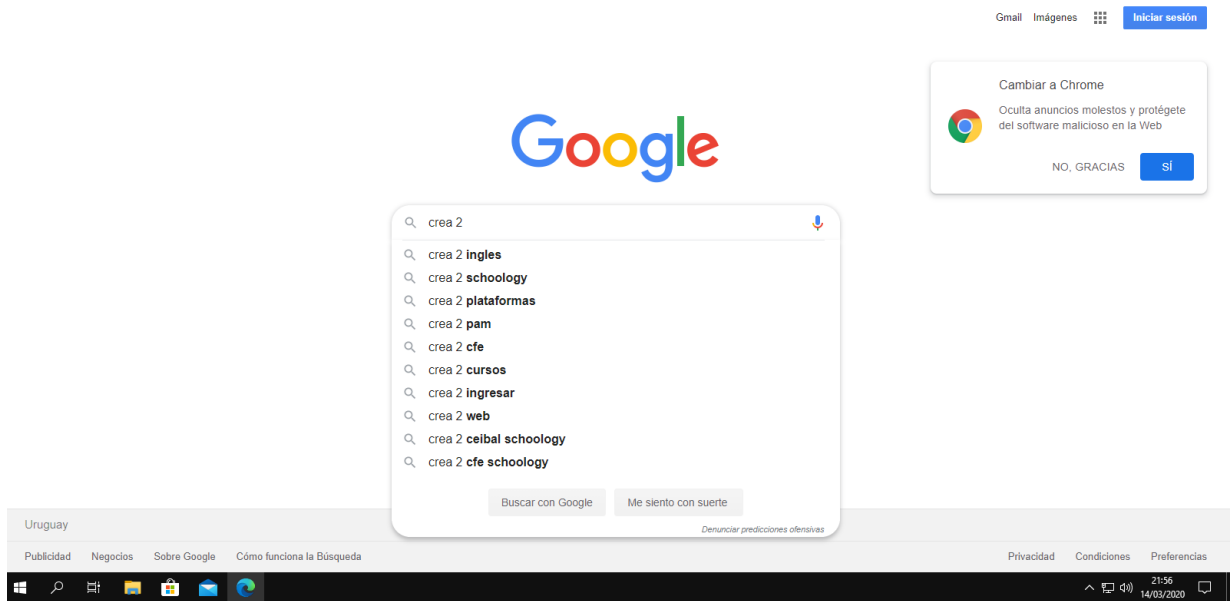 Gmail Imágenes Iniciar sesión
Cambiar a Chrome
Oculta anuncios molestos y protégete
del software malicioso en la Web
NO, GRACIAS SÍ
Google
crea 2
crea 2 ingles
crea 2 schoology
crea 2 plataformas
crea 2 pam
crea 2 cfe
crea 2 cursos
crea 2 ingresar
crea 2 web
crea 2 ceibal schoology
crea 2 cfe schoology
Buscar con Google Me siento con suerte
Denunciar predicciones ofensivas
Uruguay
Publicidad Negocios Sobre Google Cómo funciona la Búsqueda Privacidad Condiciones Preferencias
21:56
14/03/2020